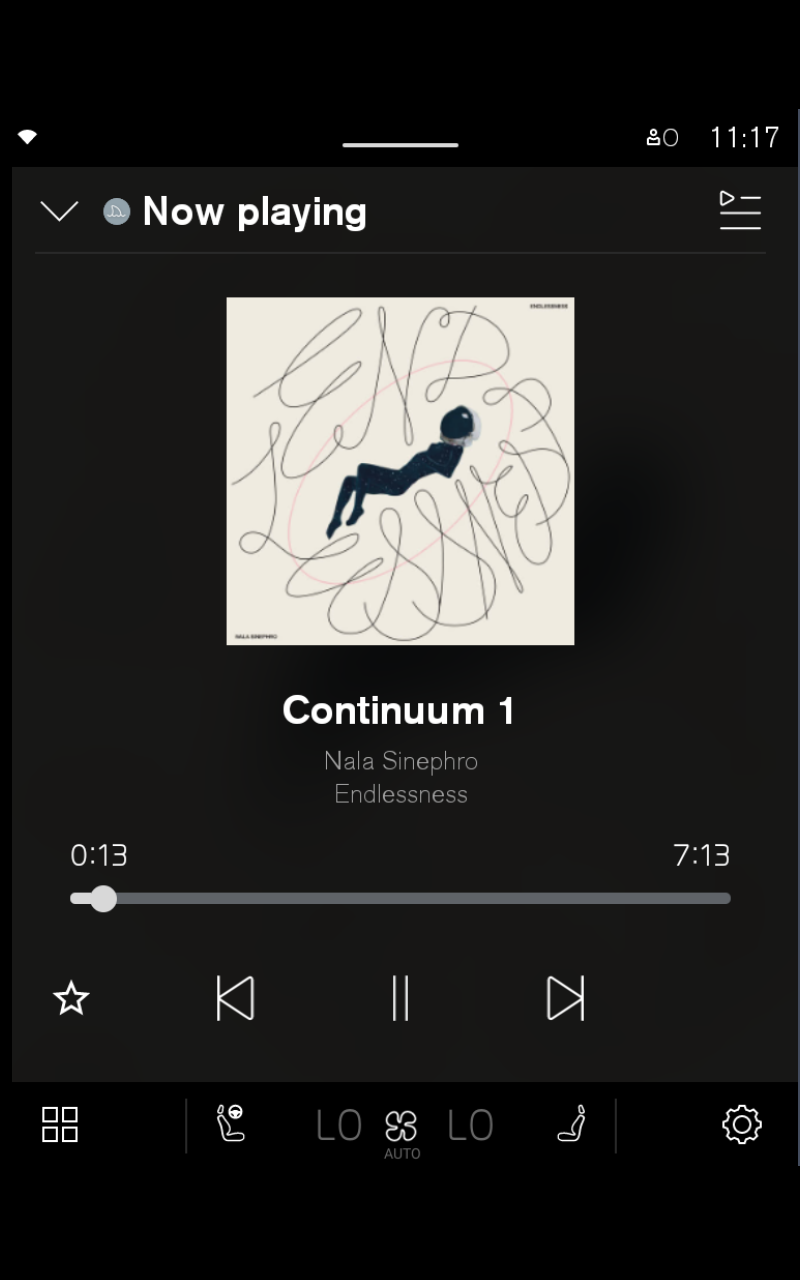 O 11:17
Now playing
ENDLESSNESS
ENDLESSNESS
NALA SINEPHRO
Continuum 1
Nala Sinephro
Endlessness
0:13 7:13
LO LO
AUTO